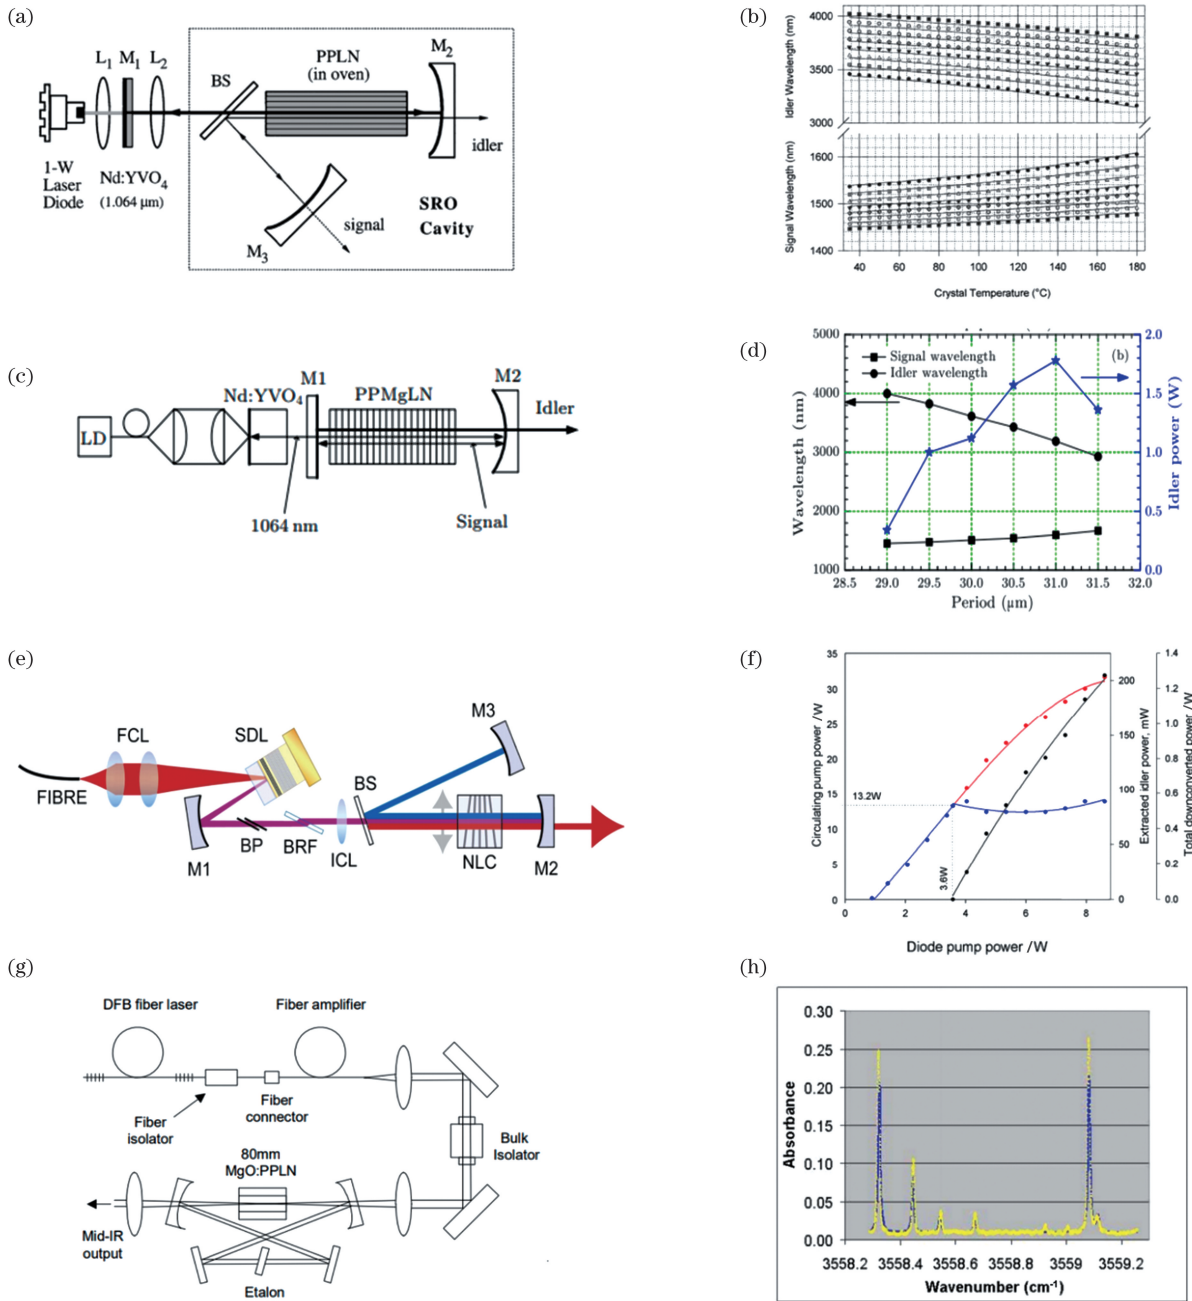 (a)
L1 M1 L2
BS
PPLN
(in oven)
M2
idler
1-W
Laser
Diode
Nd:YVO4
(1.064 µm)
signal
M3
SRO
Cavity
(b)
Idler Wavelength (nm)
4000
3500
3000
Signal Wavelength (nm)
1600
1500
1400
40 60 80 100 120 140 160 180
Crystal Temperature (°C)
(c)
LD
Nd:YVO4
M1
PPMgLN
M2
Idler
1064 nm
Signal
(d)
Signal wavelength
Idler wavelength
(b)
Wavelength (nm)
5000
4000
3000
2000
1000
Idler power (W)
2.0
1.5
1.0
0.5
0.0
28.5 29.0 29.5 30.0 30.5 31.0 31.5 32.0
Period (µm)
(e)
FCL
SDL
M3
FIBRE
BS
M1
BP
BRF
ICL
NLC
M2
(f)
Circulating pump power /W
35
30
25
20
15
10
5
0
13.2W
3.6W
Extracted idler power, mW
200
150
100
50
0
Total downconverted power /W
1.4
1.2
1.0
0.8
0.6
0.4
0.2
0.0
0 2 4 6 8
Diode pump power /W
(g)
DFB fiber laser
Fiber amplifier
Fiber
isolator
Fiber
connector
Bulk
Isolator
80mm
MgO:PPLN
Mid-IR
output
Etalon
(h)
Absorbance
0.30
0.25
0.20
0.15
0.10
0.05
0.00
3558.2 3558.4 3558.6 3558.8 3559 3559.2
Wavenumber (cm-1)